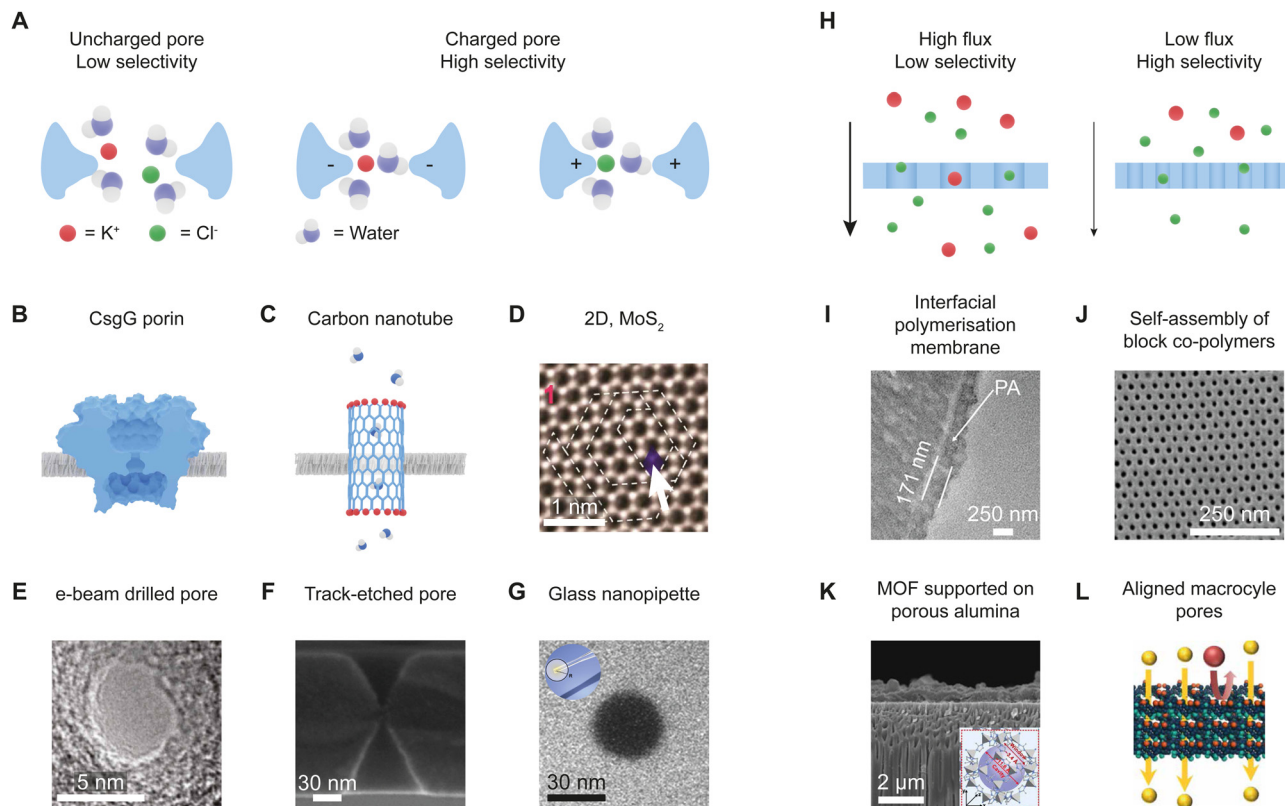 A
Uncharged pore
Low selectivity
Charged pore
High selectivity
- -
+ +
= K⁺
= Cl⁻
= Water
H
High flux
Low selectivity
Low flux
High selectivity
B
CsgG porin
C
Carbon nanotube
D
2D, MoS₂
1
1 nm
I
Interfacial
polymerisation
membrane
PA
171 nm
250 nm
J
Self-assembly of
block co-polymers
250 nm
E
e-beam drilled pore
5 nm
F
Track-etched pore
30 nm
G
Glass nanopipette
30 nm
K
MOF supported on
porous alumina
2 µm
Window
L
Aligned macrocyle
pores